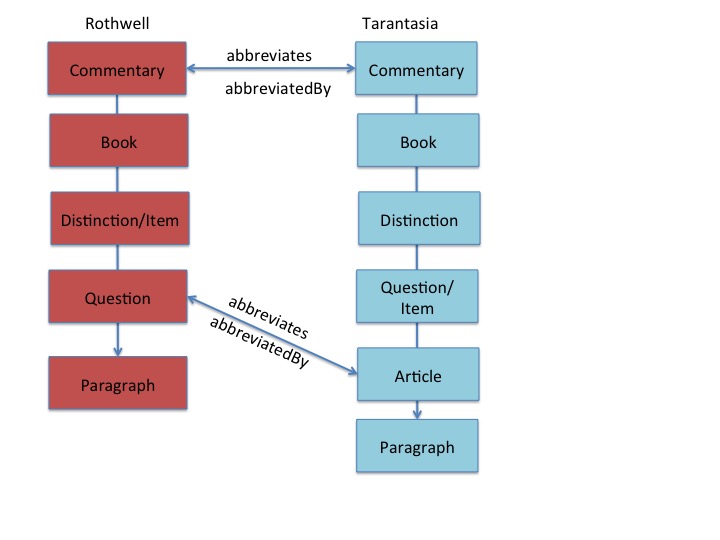 Rothwell
Tarantasia
Commentary
abbreviates
abbreviatedBy
Commentary
Book
Book
Distinction/Item
Distinction
Question
abbreviates
abbreviatedBy
Question/
Item
Paragraph
Article
Paragraph